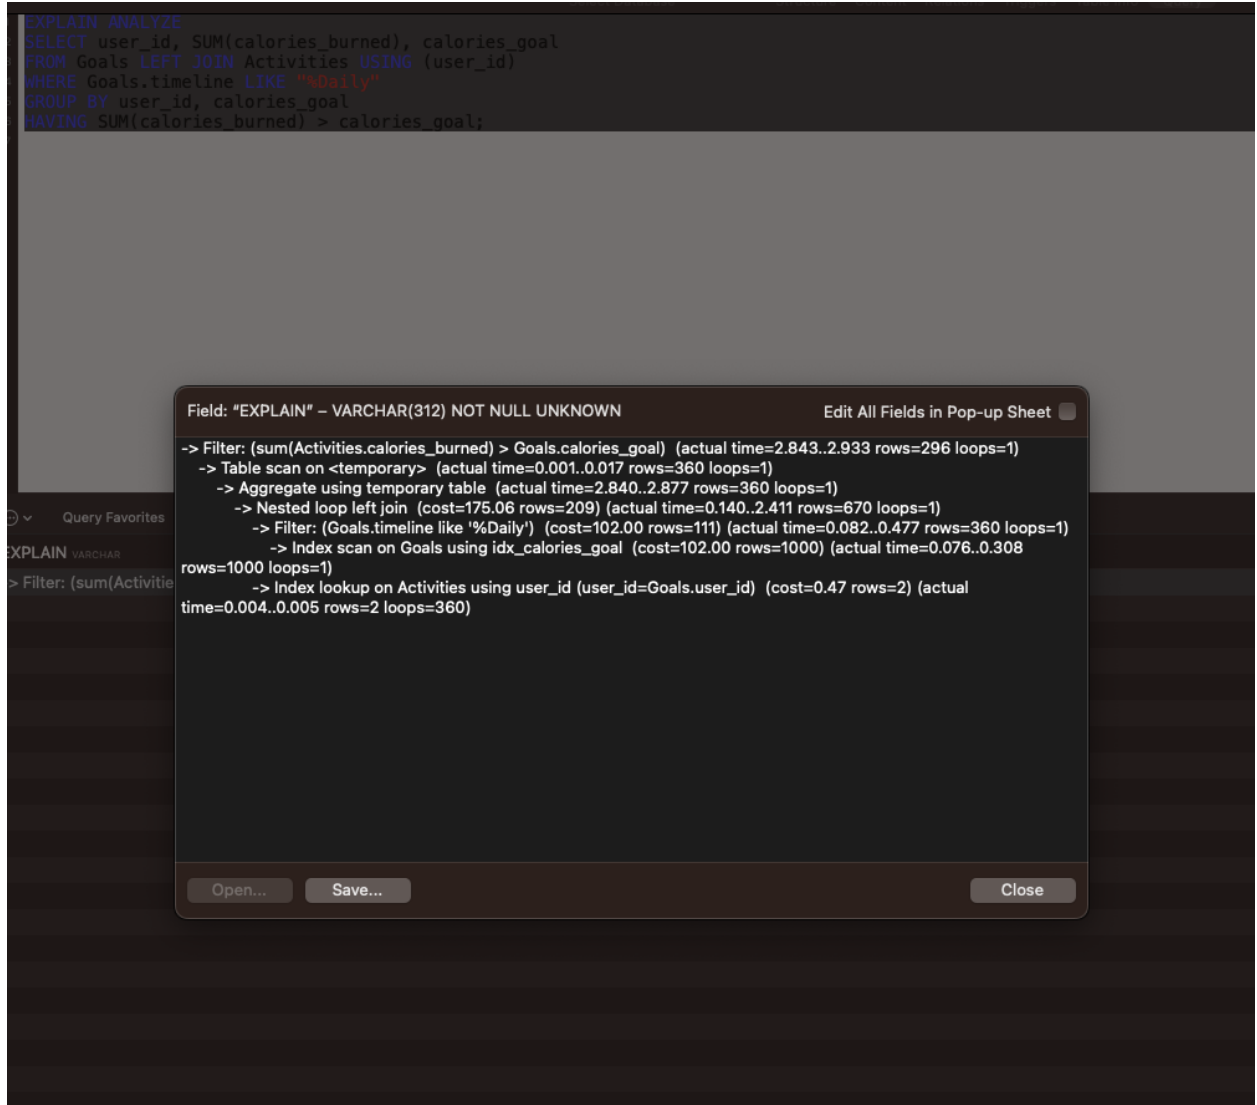 EXPLAIN ANALYZE
SELECT user_id, SUM(calories_burned), calories_goal
FROM Goals LEFT JOIN Activities USING (user_id)
WHERE Goals.timeline LIKE "%Daily"
GROUP BY user_id, calories_goal
HAVING SUM(calories_burned) > calories_goal;
Field: “EXPLAIN” – VARCHAR(312) NOT NULL UNKNOWN Edit All Fields in Pop-up Sheet
-> Filter: (sum(Activities.calories_burned) > Goals.calories_goal) (actual time=2.843..2.933 rows=296 loops=1)
-> Table scan on <temporary> (actual time=0.001..0.017 rows=360 loops=1)
-> Aggregate using temporary table (actual time=2.840..2.877 rows=360 loops=1)
-> Nested loop left join (cost=175.06 rows=209) (actual time=0.140..2.411 rows=670 loops=1)
-> Filter: (Goals.timeline like '%Daily') (cost=102.00 rows=111) (actual time=0.082..0.477 rows=360 loops=1)
-> Index scan on Goals using idx_calories_goal (cost=102.00 rows=1000) (actual time=0.076..0.308
rows=1000 loops=1)
-> Index lookup on Activities using user_id (user_id=Goals.user_id) (cost=0.47 rows=2) (actual
time=0.004..0.005 rows=2 loops=360)
Query Favorites
EXPLAIN VARCHAR
> Filter: (sum(Activitie
Open... Save... Close